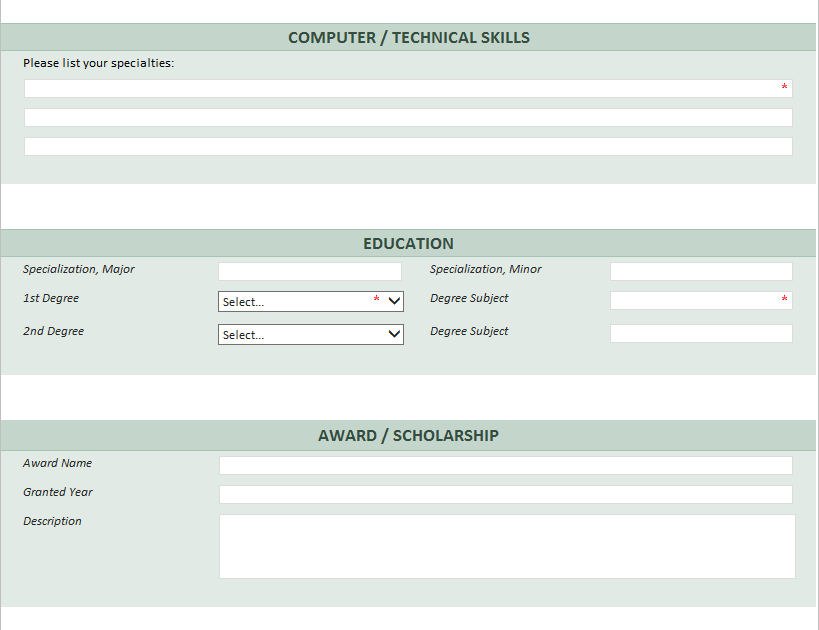 COMPUTER / TECHNICAL SKILLS
Please list your specialties:
*
EDUCATION
Specialization, Major Specialization, Minor
1st Degree Select... * Degree Subject *
2nd Degree Select... Degree Subject
AWARD / SCHOLARSHIP
Award Name
Granted Year
Description